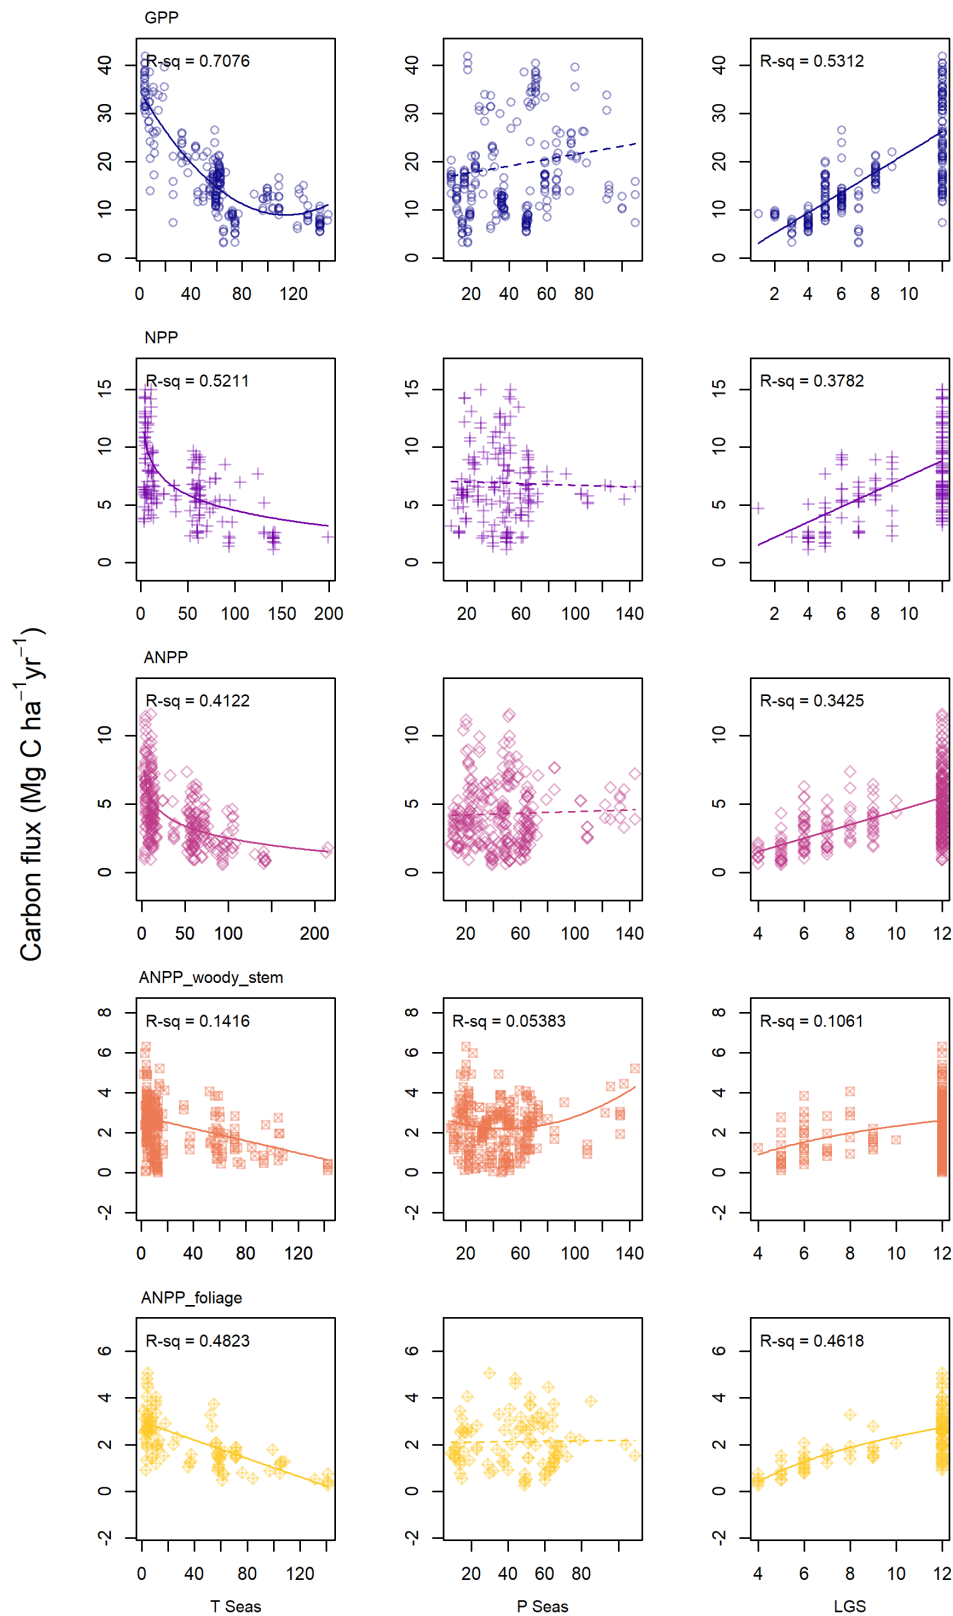 GPP
R-sq = 0.7076
R-sq = 0.5312
0 10 20 30 40
0 10 20 30 40
0 10 20 30 40
0 40 80 120
20 40 60 80
2 4 6 8 10
NPP
R-sq = 0.5211
R-sq = 0.3782
0 5 10 15
0 5 10 15
0 5 10 15
0 50 100 150 200
20 60 100 140
2 4 6 8 10
Carbon flux (Mg C ha⁻¹yr⁻¹)
ANPP
R-sq = 0.4122
R-sq = 0.3425
0 5 10
0 5 10
0 5 10
0 50 100 200
20 60 100 140
4 6 8 10 12
ANPP_woody_stem
R-sq = 0.1416
R-sq = 0.05383
R-sq = 0.1061
-2 0 2 4 6 8
-2 0 2 4 6 8
-2 0 2 4 6 8
0 40 80 120
20 60 100 140
4 6 8 10 12
ANPP_foliage
R-sq = 0.4823
R-sq = 0.4618
-2 0 2 4 6
-2 0 2 4 6
-2 0 2 4 6
0 40 80 120
20 40 60 80
4 6 8 10 12
T Seas
P Seas
LGS